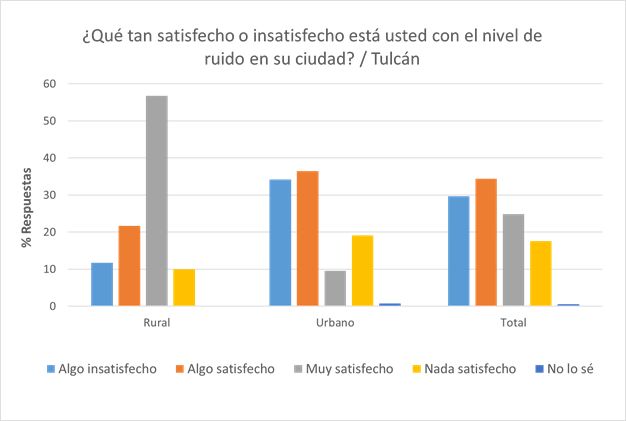 ¿Qué tan satisfecho o insatisfecho está usted con el nivel de
ruido en su ciudad? / Tulcán
% Respuestas
60
50
40
30
20
10
0
Rural Urbano Total
Algo insatisfecho Algo satisfecho Muy satisfecho Nada satisfecho No lo sé